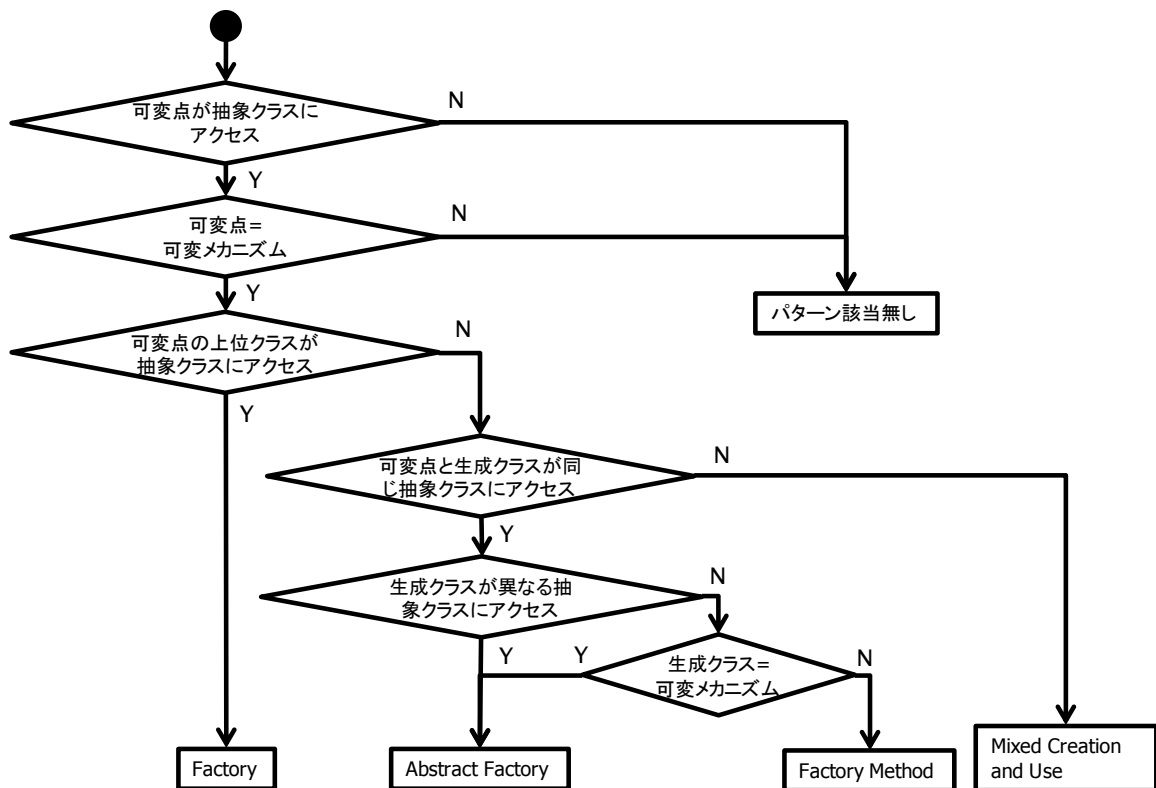 可変点が抽象クラスに
アクセス
N
Y
可変点=
可変メカニズム
N
Y
パターン該当無し
可変点の上位クラスが
抽象クラスにアクセス
N
Y
可変点と生成クラスが同
じ抽象クラスにアクセス
N
Y
生成クラスが異なる抽
象クラスにアクセス
N
Y
Y
生成クラス=
可変メカニズム
N
Factory
Abstract Factory
Factory Method
Mixed Creation
and Use